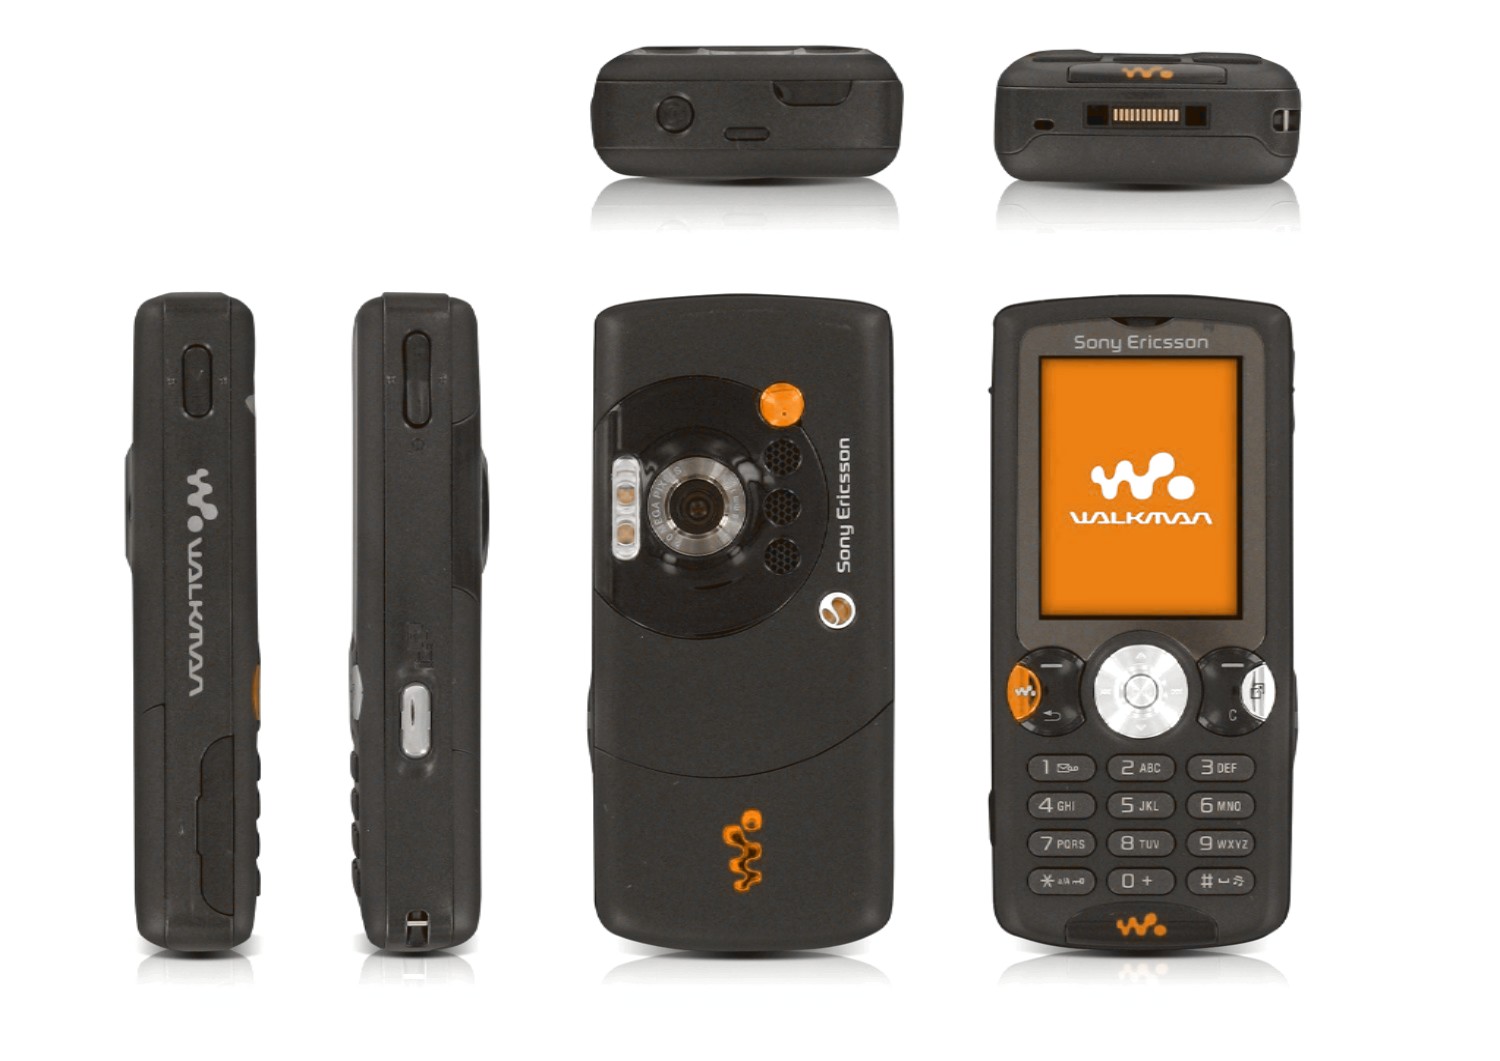 WALKMAN
Sony Ericsson
Sony Ericsson
WALKMAN
C
1
2 ABC
3 DEF
4 GHI
5 JKL
6 MNO
7 PQRS
8 TUV
9 WXYZ
* a/A
0 +
#